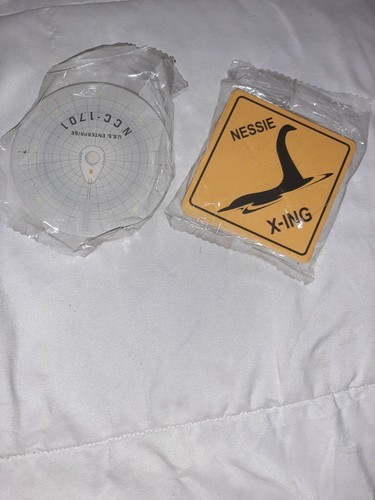 U.S.S. ENTERPRISE
NCC-1701
NESSIE
X-ING